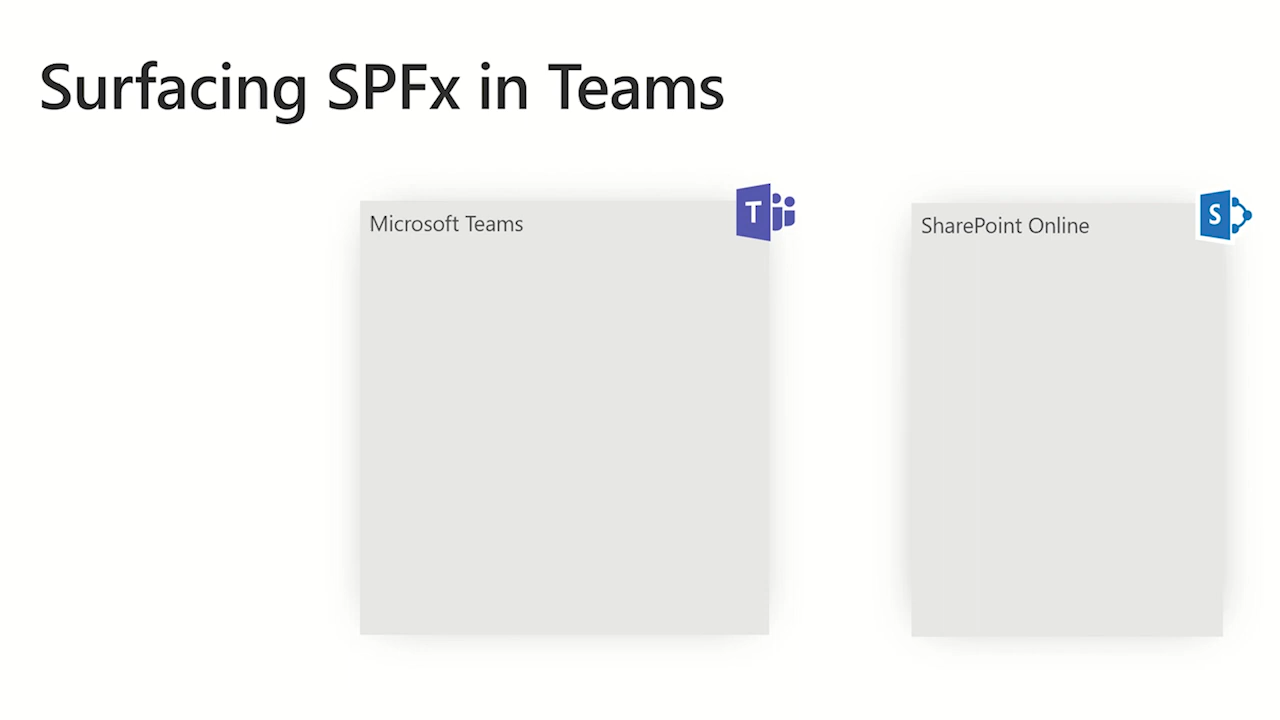 Surfacing SPFx in Teams
Microsoft Teams
T
SharePoint Online
S